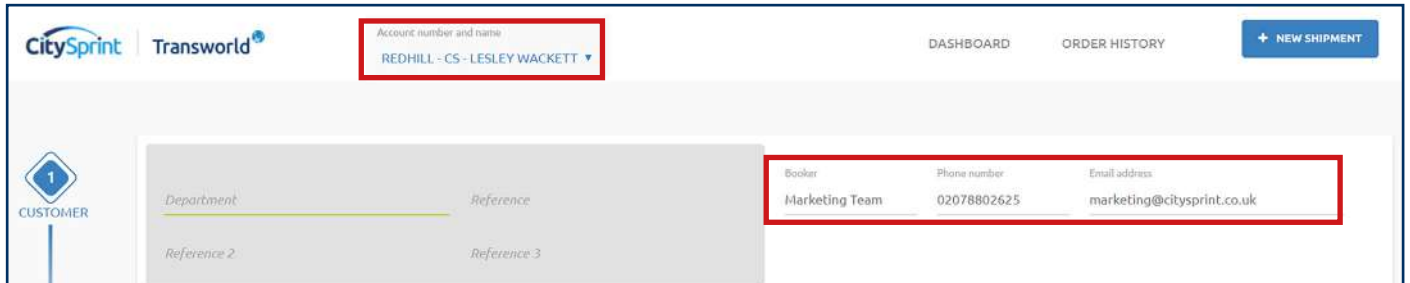 CitySprint Transworld
Account number and name
REDHILL - CS - LESLEY WACKETT
DASHBOARD ORDER HISTORY + NEW SHIPMENT
1
CUSTOMER
Department Reference
Reference 2 Reference 3
Booker Phone number Email address
Marketing Team 02078802625 marketing@citysprint.co.uk